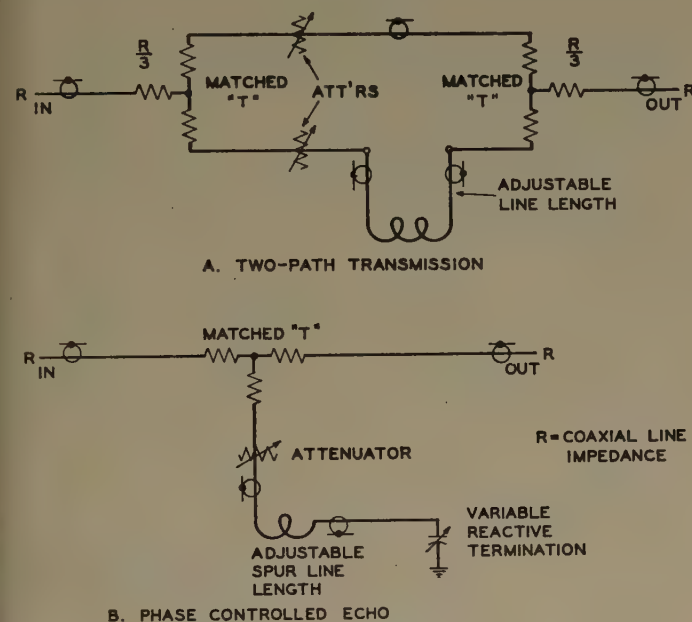 R/3
R/3
MATCHED "T"
ATT'RS
MATCHED "T"
R IN
OUT R
ADJUSTABLE
LINE LENGTH
A. TWO-PATH TRANSMISSION
MATCHED "T"
R IN
OUT R
ATTENUATOR
R=COAXIAL LINE
IMPEDANCE
VARIABLE
REACTIVE
TERMINATION
ADJUSTABLE
SPUR LINE
LENGTH
B. PHASE CONTROLLED ECHO